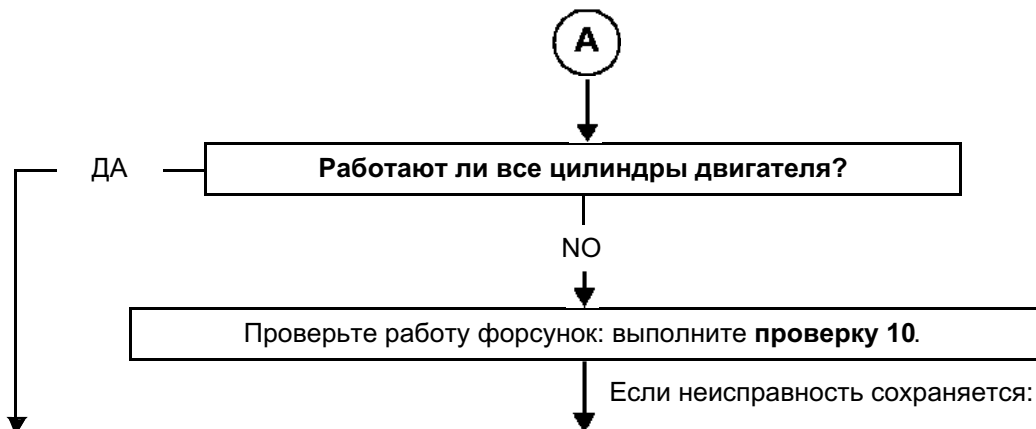 A
Работают ли все цилиндры двигателя?
ДА
NO
Проверьте работу форсунок: выполните проверку 10.
Если неисправность сохраняется: